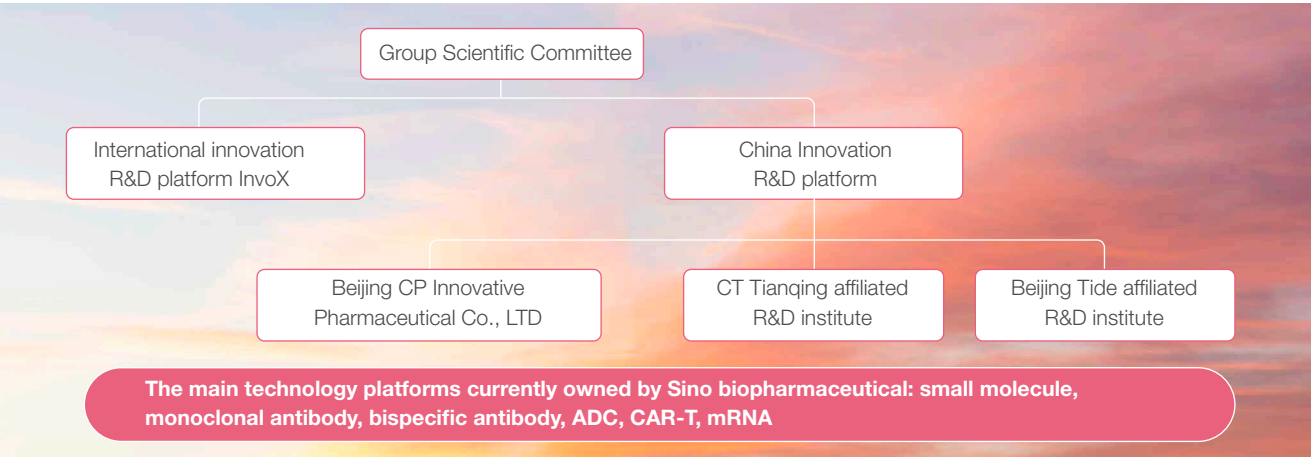 Group Scientific Committee
International innovation
R&D platform InvoX
China Innovation
R&D platform
Beijing CP Innovative
Pharmaceutical Co., LTD
CT Tianqing affiliated
R&D institute
Beijing Tide affiliated
R&D institute
The main technology platforms currently owned by Sino biopharmaceutical: small molecule,
monoclonal antibody, bispecific antibody, ADC, CAR-T, mRNA